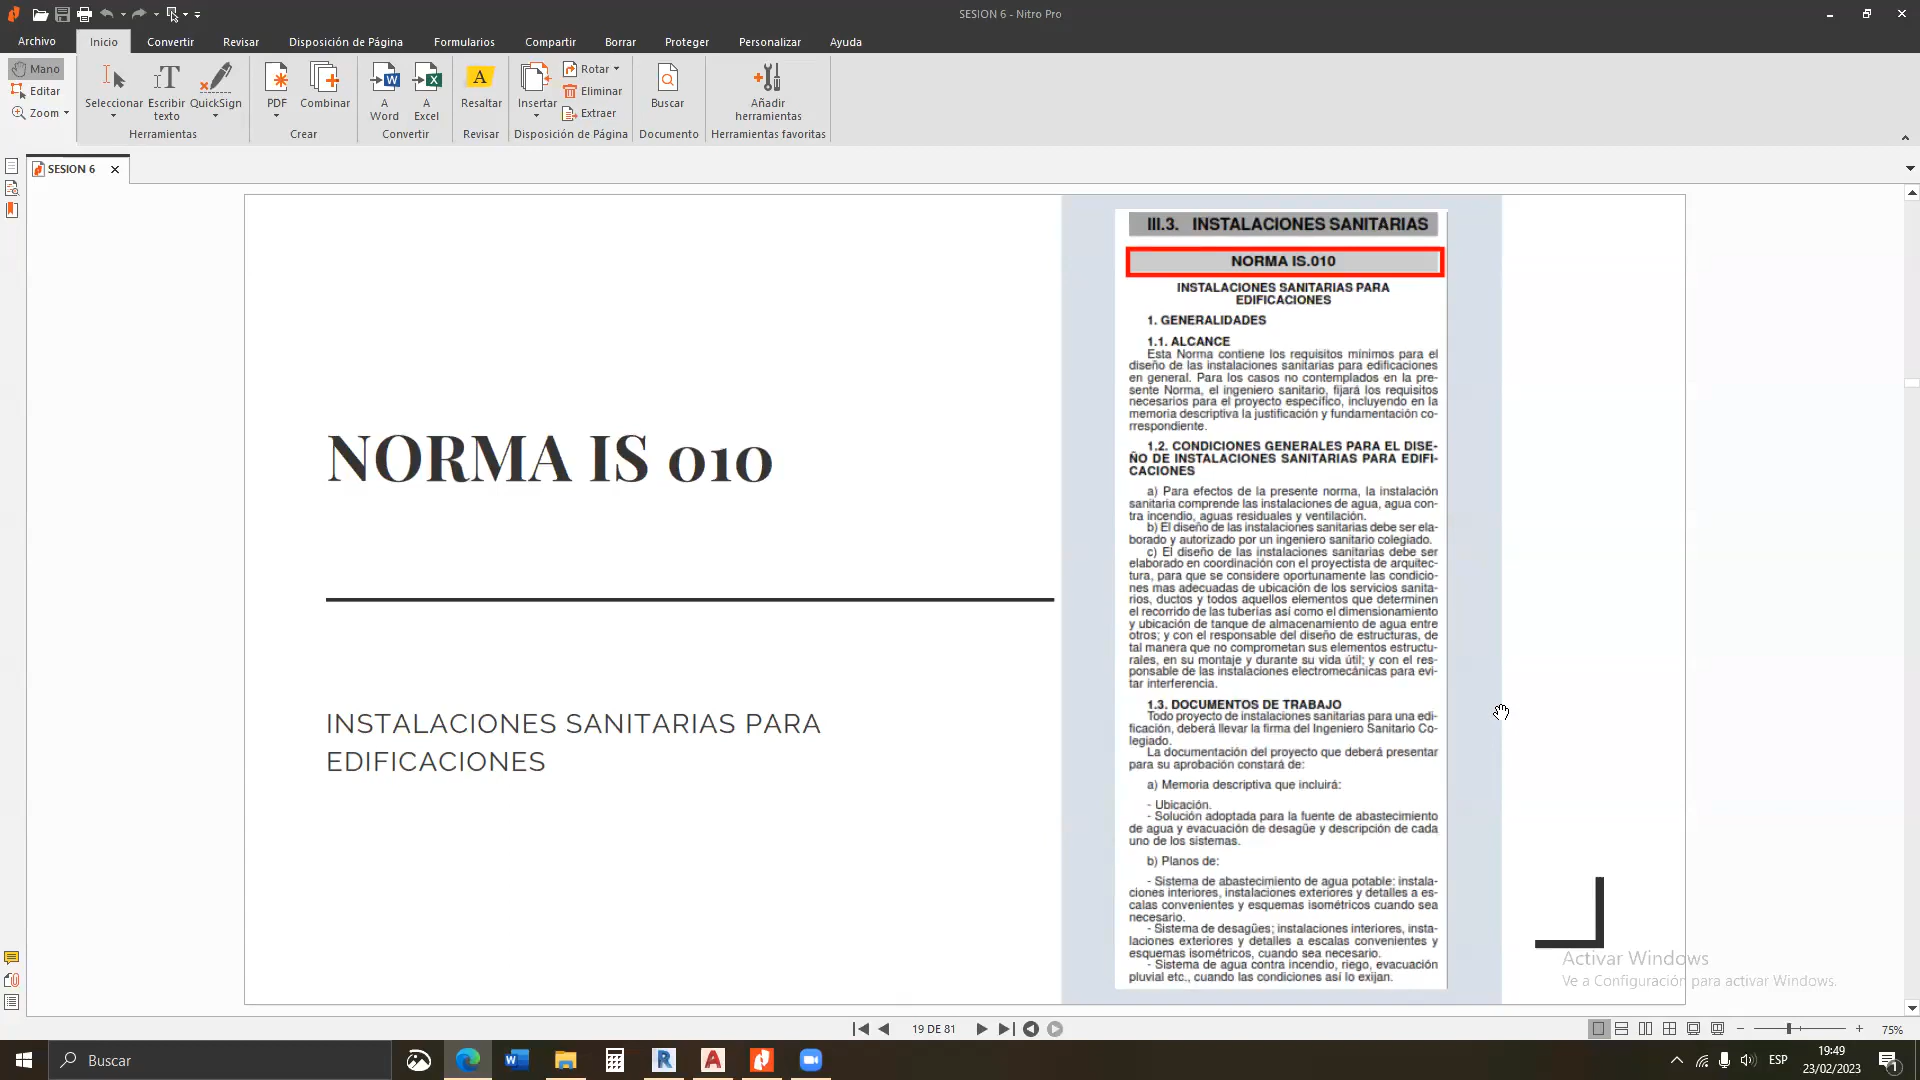 SESION 6 - Nitro Pro
Archivo
Inicio
Convertir
Revisar
Disposición de Página
Formularios
Compartir
Borrar
Proteger
Personalizar
Ayuda
Mano
Editar
Zoom
Seleccionar
Escribir
texto
QuickSign
Herramientas
PDF
Combinar
Crear
A
Word
A
Excel
Convertir
Resaltar
Revisar
Insertar
Rotar
Eliminar
Extraer
Disposición de Página
Buscar
Documento
Añadir
herramientas
Herramientas favoritas
SESION 6
NORMA IS 010
INSTALACIONES SANITARIAS PARA
EDIFICACIONES
III.3. INSTALACIONES SANITARIAS
NORMA IS.010
INSTALACIONES SANITARIAS PARA
EDIFICACIONES
1. GENERALIDADES
1.1. ALCANCE
Esta Norma contiene los requisitos mínimos para el
diseño de las instalaciones sanitarias para edificaciones
en general. Para los casos no contemplados en la pre-
sente Norma, el ingeniero sanitario, fijará los requisitos
necesarios para el proyecto específico, incluyendo en la
memoria descriptiva la justificación y fundamentación co-
rrespondiente.
1.2. CONDICIONES GENERALES PARA EL DISE-
ÑO DE INSTALACIONES SANITARIAS PARA EDIFI-
CACIONES
a) Para efectos de la presente norma, la instalación
sanitaria comprende las instalaciones de agua, agua con-
tra incendio, aguas residuales y ventilación.
b) El diseño de las instalaciones sanitarias debe ser ela-
borado y autorizado por un ingeniero sanitario colegiado.
c) El diseño de las instalaciones sanitarias debe ser
elaborado en coordinación con el proyectista de arquitec-
tura, para que se considere oportunamente las condicio-
nes mas adecuadas de ubicación de los servicios sanita-
rios, ductos y todos aquellos elementos que determinen
el recorrido de las tuberías así como el dimensionamiento
y ubicación de tanque de almacenamiento de agua entre
otros; y con el responsable del diseño de estructuras, de
tal manera que no comprometan sus elementos estructu-
rales, en su montaje y durante su vida útil; y con el res-
ponsable de las instalaciones electromecánicas para evi-
tar interferencia.
1.3. DOCUMENTOS DE TRABAJO
Todo proyecto de instalaciones sanitarias para una edi-
ficación, deberá llevar la firma del Ingeniero Sanitario Co-
legiado.
La documentación del proyecto que deberá presentar
para su aprobación constará de:
a) Memoria descriptiva que incluirá:
- Ubicación.
- Solución adoptada para la fuente de abastecimiento
de agua y evacuación de desagüe y descripción de cada
uno de los sistemas.
b) Planos de:
- Sistema de abastecimiento de agua potable: instala-
ciones interiores, instalaciones exteriores y detalles a es-
calas convenientes y esquemas isométricos cuando sea
necesario.
- Sistema de desagües; instalaciones interiores, insta-
laciones exteriores y detalles a escalas convenientes y
esquemas isométricos, cuando sea necesario.
- Sistema de agua contra incendio, riego, evacuación
pluvial etc., cuando las condiciones así lo exijan.
Activar Windows
Ve a Configuración para activar Windows.
19 DE 81
75%
Buscar
ESP
19:49
23/02/2023
1